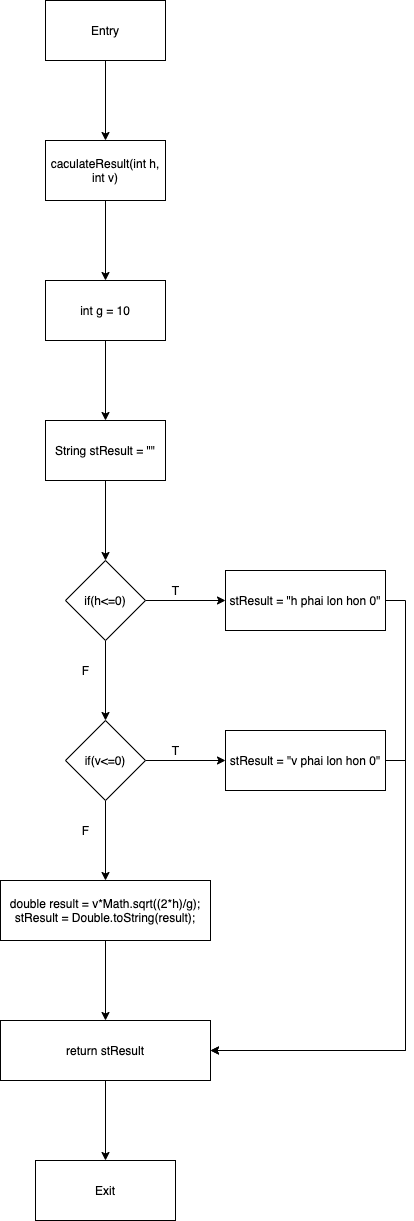 Entry
caculateResult(int h,
int v)
int g = 10
String stResult = ""
if(h<=0)
T
stResult = "h phai lon hon 0"
F
if(v<=0)
T
stResult = "v phai lon hon 0"
F
double result = v*Math.sqrt((2*h)/g);
stResult = Double.toString(result);
return stResult
Exit